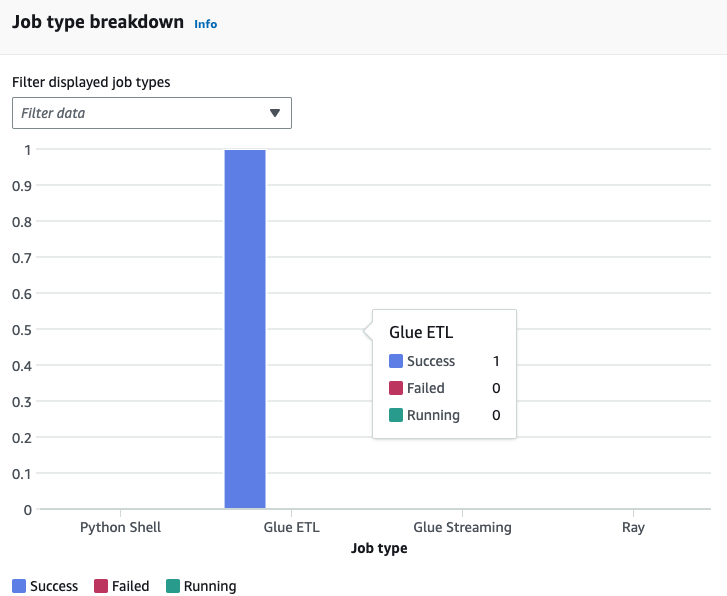 Job type breakdown Info
Filter displayed job types
Filter data
1
0.9
0.8
0.7
0.6
0.5
0.4
0.3
0.2
0.1
0
Glue ETL
Success 1
Failed 0
Running 0
Python Shell Glue ETL Glue Streaming Ray
Job type
Success Failed Running